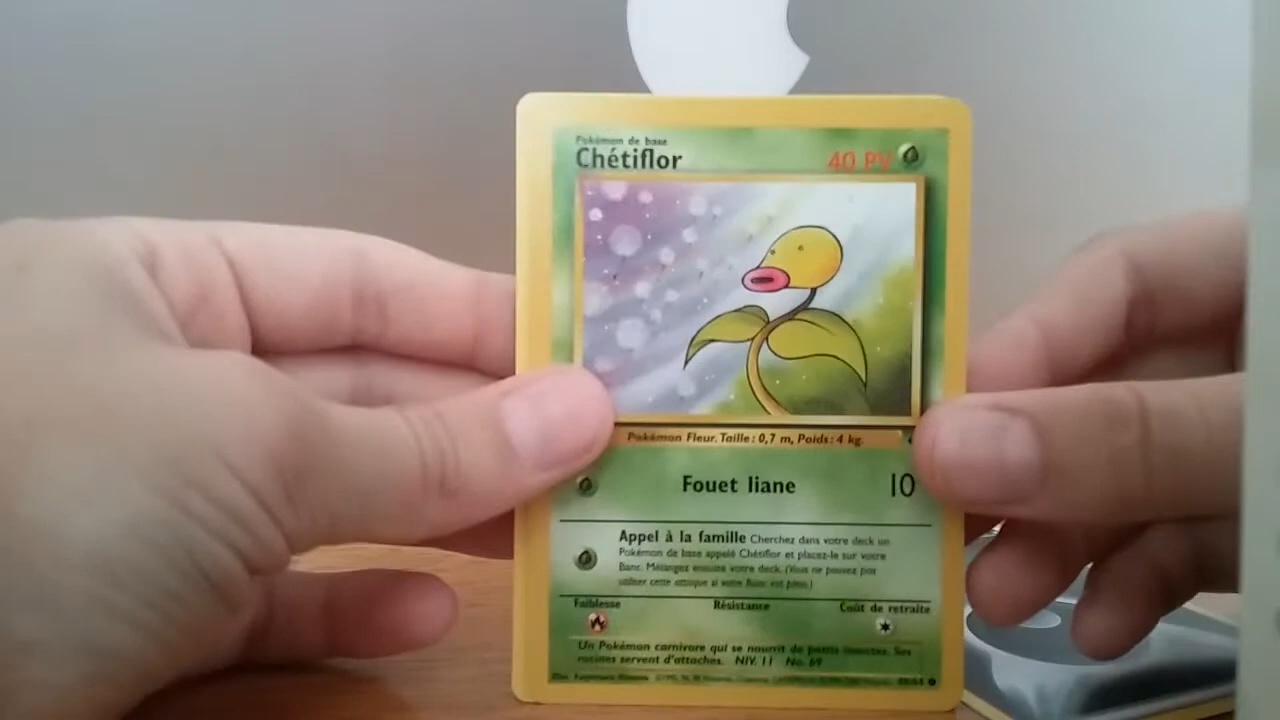 Pokémon de base
Chétiflor
40 PV
Pokémon Fleur. Taille : 0,7 m, Poids : 4 kg.
Fouet liane 10
Appel à la famille Cherchez dans votre deck un
Pokémon de base appelé Chétiflor et placez-le sur votre
Banc. Mélangez ensuite votre deck. (Vous ne pouvez pas
utiliser cette attaque si votre Banc est plein.)
Faiblesse Résistance Coût de retraite
Un Pokémon carnivore qui se nourrit de petits insectes. Ses
racines servent d'attaches. NIV. 11 No. 69